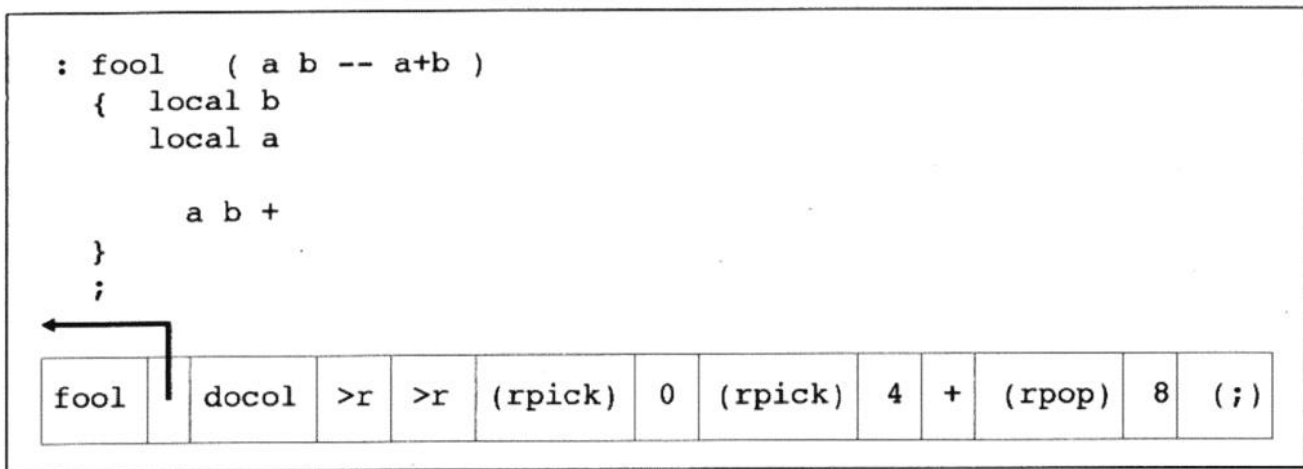 : fool ( a b -- a+b )
{ local b
local a
a b +
}
;
fool docol >r >r (rpick) 0 (rpick) 4 + (rpop) 8 (;)